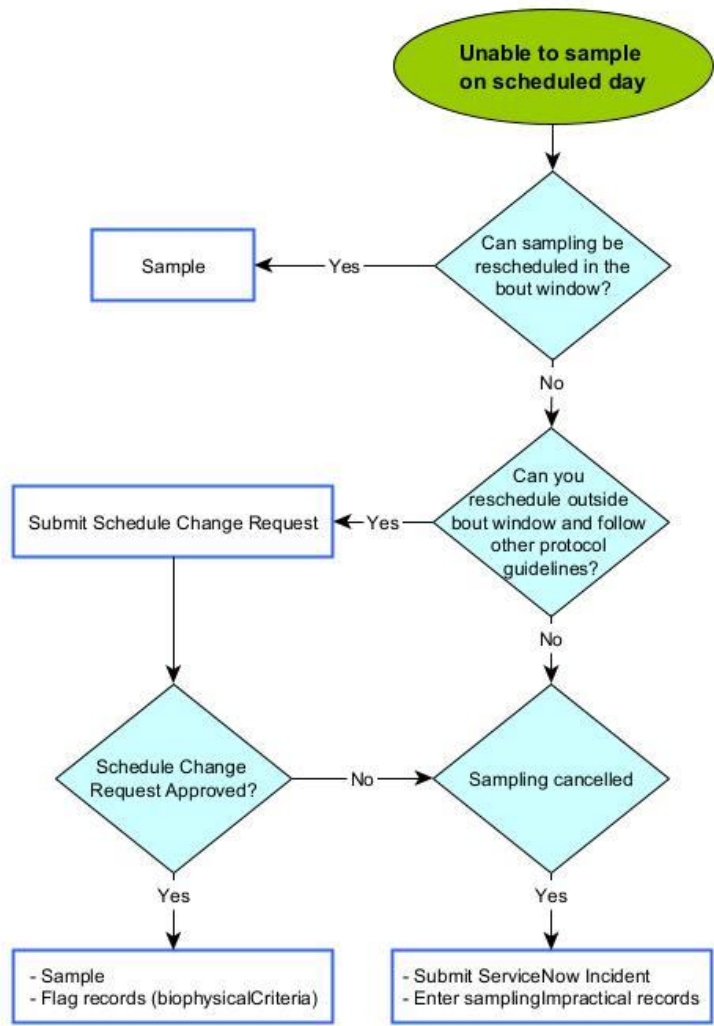 Unable to sample
on scheduled day
Can sampling be
rescheduled in the
bout window?
Yes
Sample
No
Can you
reschedule outside
bout window and follow
other protocol
guidelines?
Yes
Submit Schedule Change Request
No
Schedule Change
Request Approved?
No
Sampling cancelled
Yes
Yes
- Sample
- Flag records (biophysicalCriteria)
- Submit ServiceNow Incident
- Enter samplingImpractical records